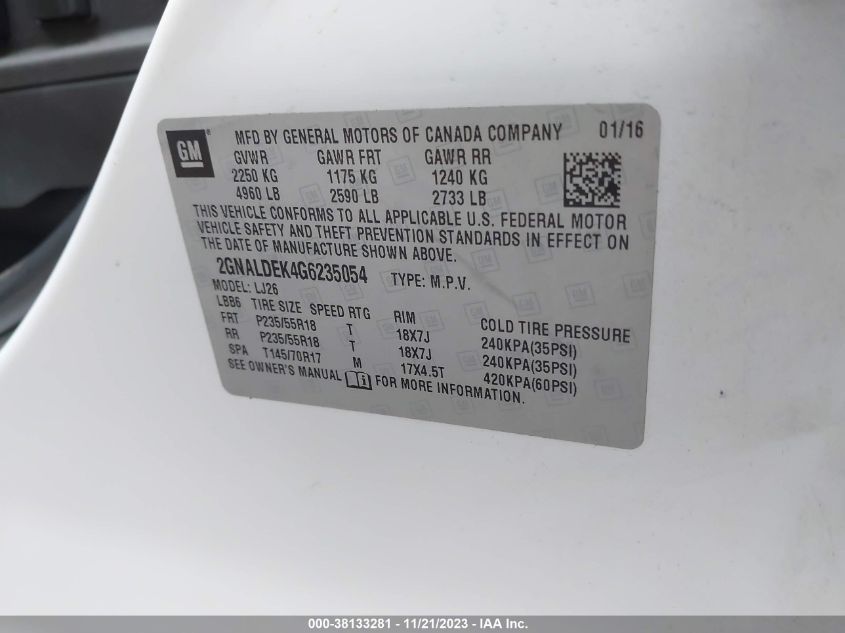 GM
MFD BY GENERAL MOTORS OF CANADA COMPANY 01/16
GVWR GAWR FRT GAWR RR
2250 KG 1175 KG 1240 KG
4960 LB 2590 LB 2733 LB
THIS VEHICLE CONFORMS TO ALL APPLICABLE U.S. FEDERAL MOTOR
VEHICLE SAFETY AND THEFT PREVENTION STANDARDS IN EFFECT ON
THE DATE OF MANUFACTURE SHOWN ABOVE.
2GNALDEK4G6235054 TYPE: M.P.V.
MODEL: LJ26
LBB6 TIRE SIZE SPEED RTG RIM COLD TIRE PRESSURE
FRT P235/55R18 T 18X7J 240KPA(35PSI)
RR P235/55R18 T 18X7J 240KPA(35PSI)
SPA T145/70R17 M 17X4.5T 420KPA(60PSI)
SEE OWNER'S MANUAL FOR MORE INFORMATION.
000-38133281 - 11/21/2023 - IAA Inc.